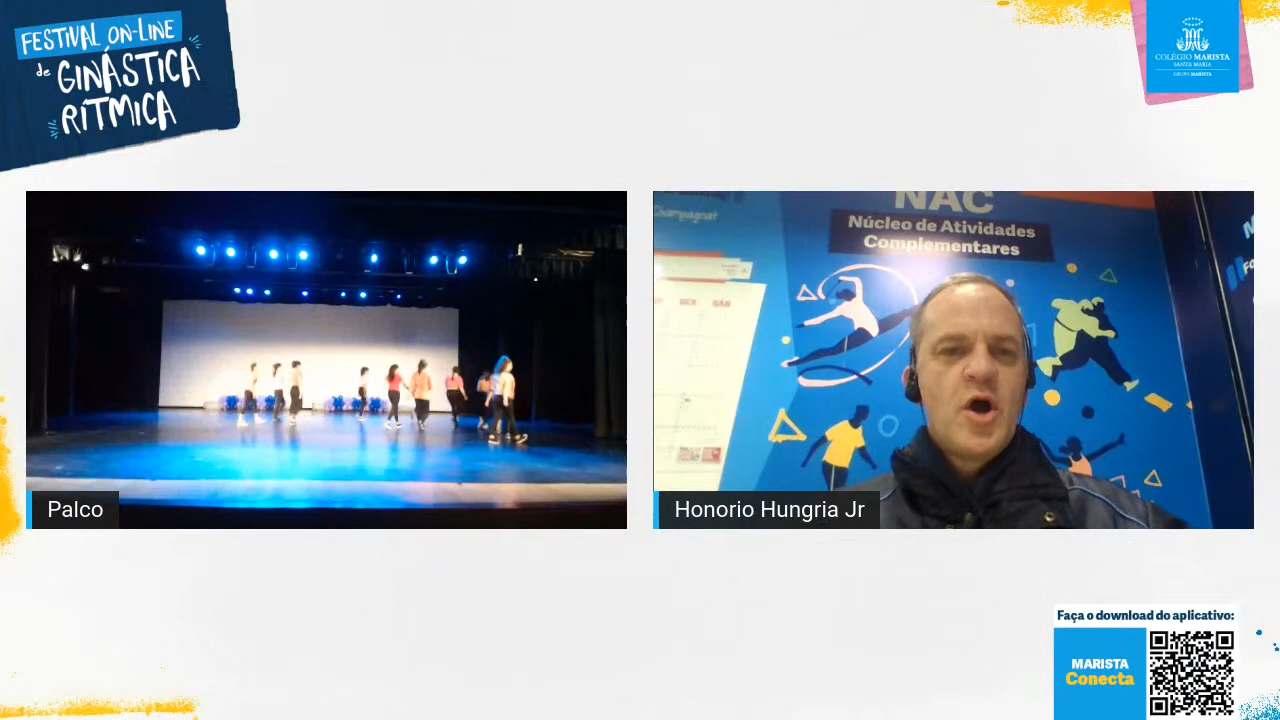 FESTIVAL ON-LINE
de GINÁSTICA
RÍTMICA
COLÉGIO MARISTA
SANTA MARIA
GRUPO MARISTA
Palco
Champagnat
NAC
Núcleo de Atividades
Complementares
Honorio Hungria Jr
Faça o download do aplicativo:
MARISTA
Conecta